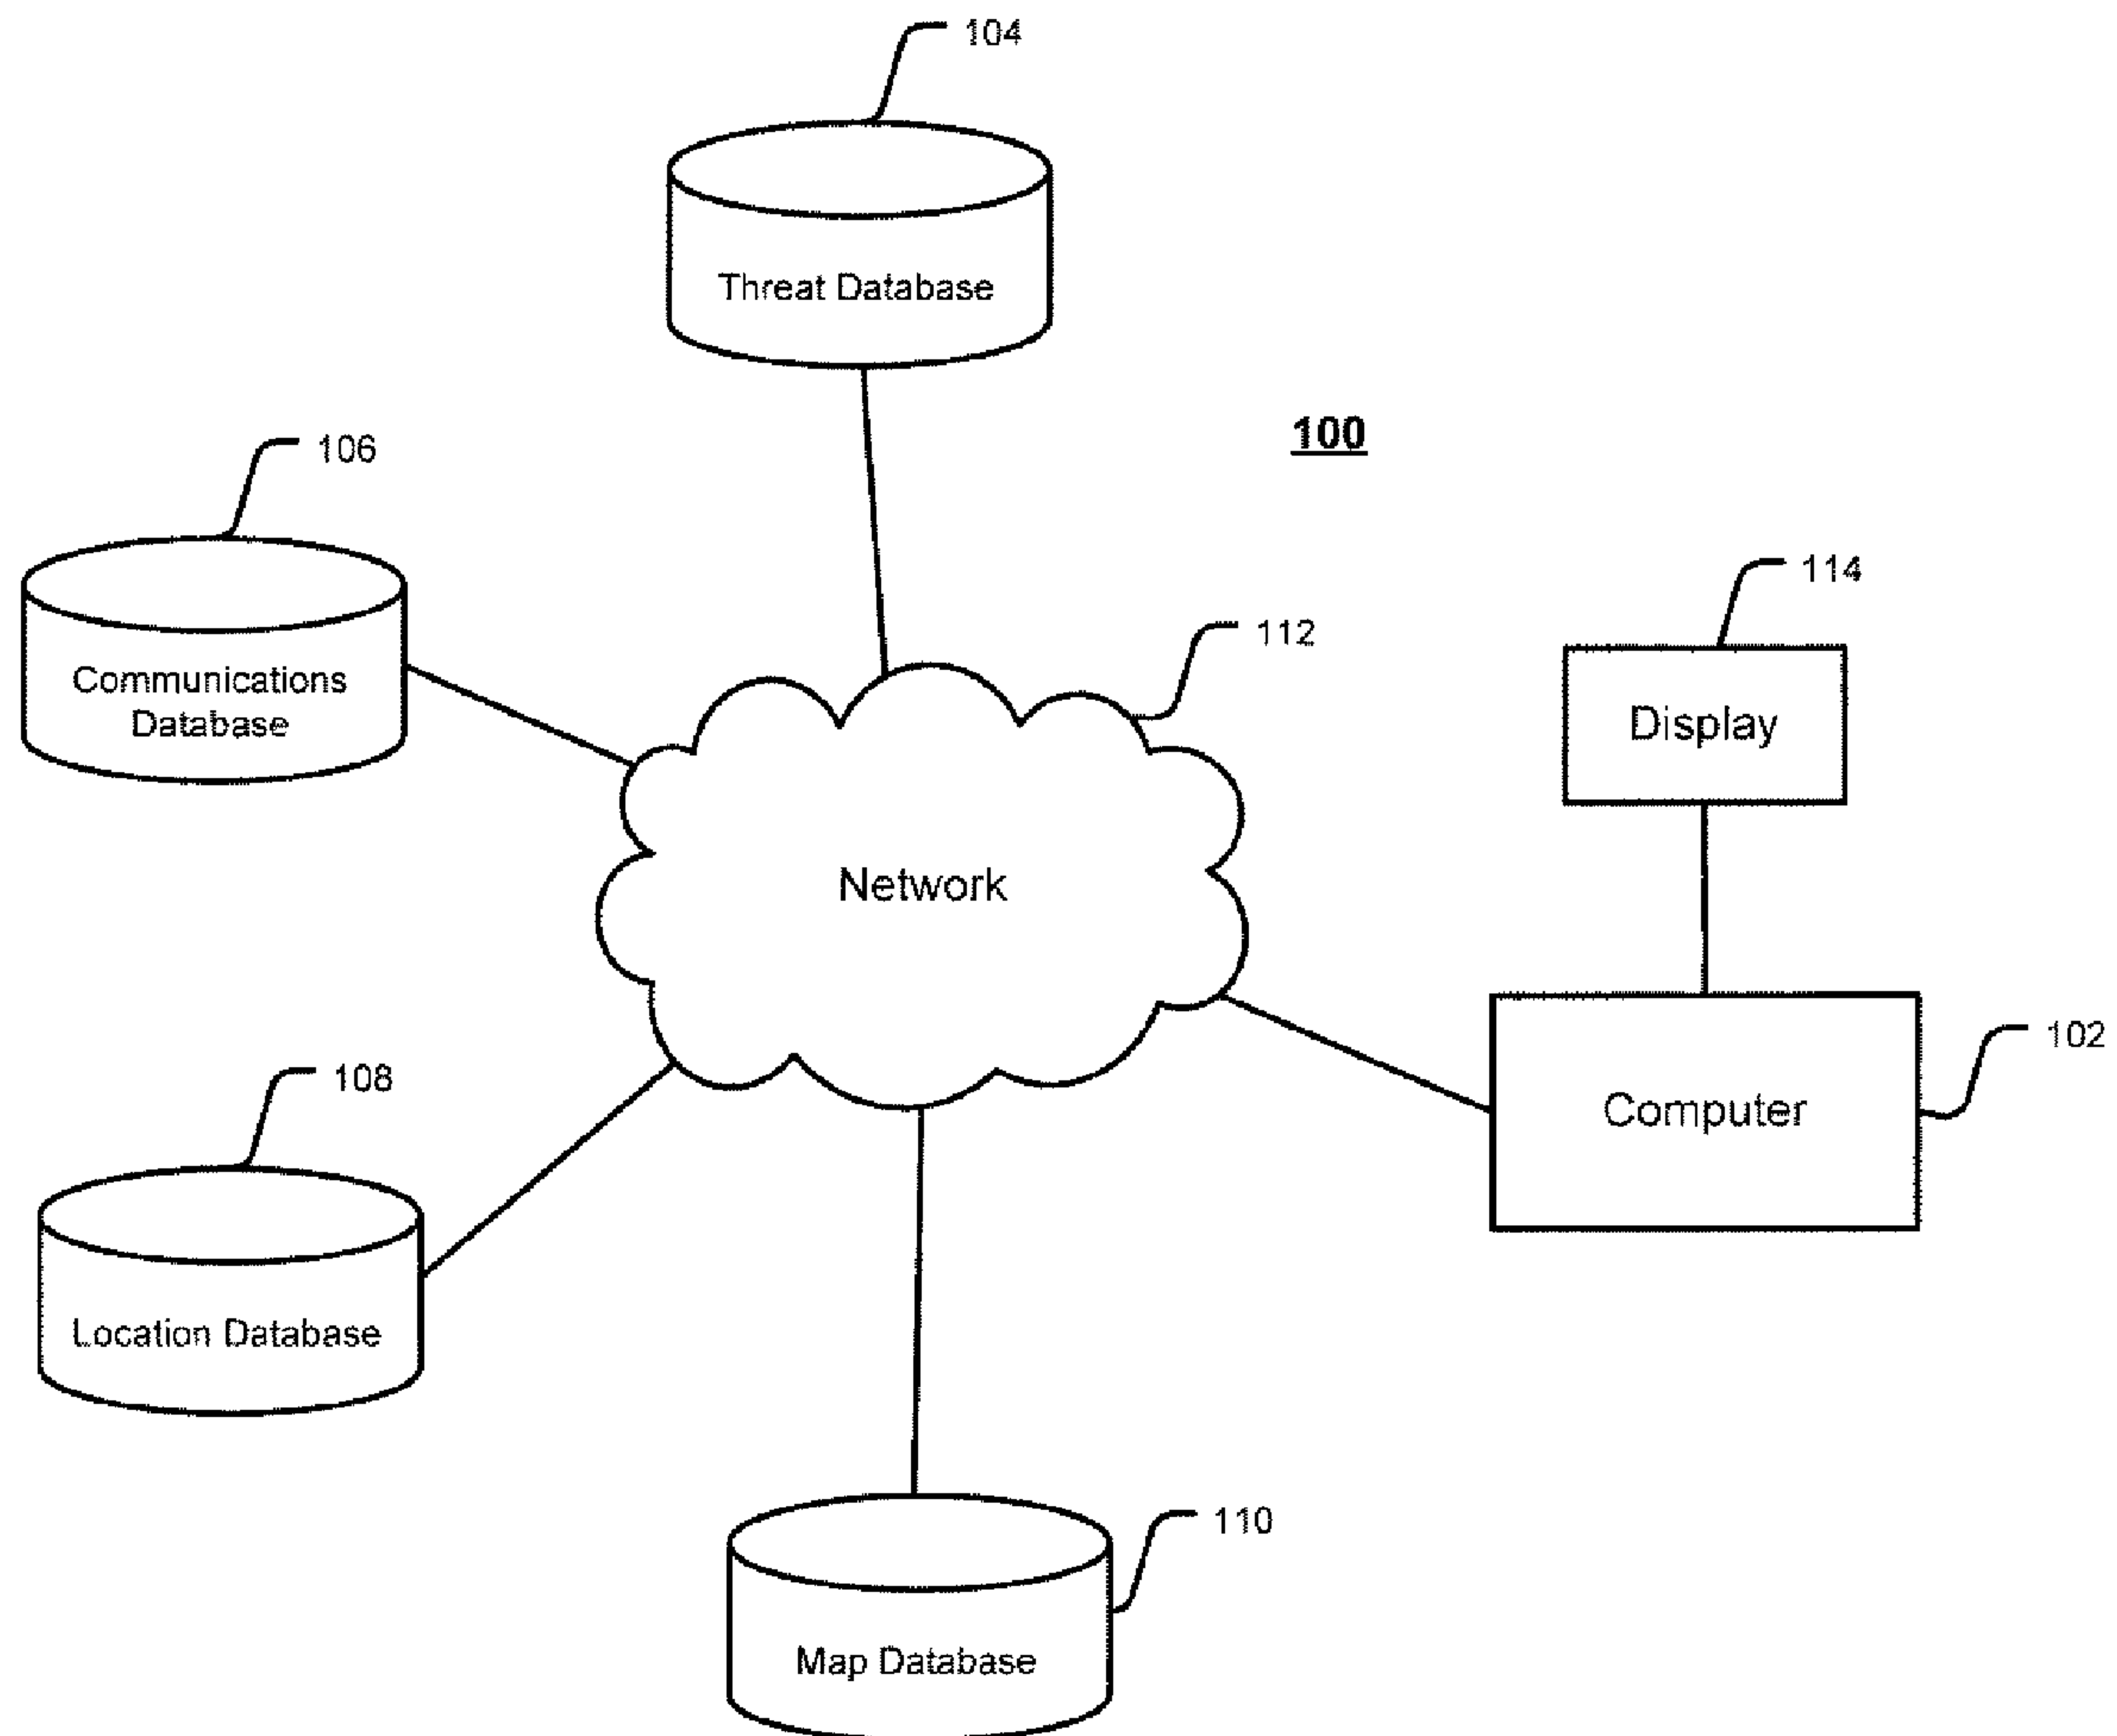 104
Threat Database
100
106
Communications
Database
112
114
Display
Network
108
Location Database
Computer
102
110
Map Database